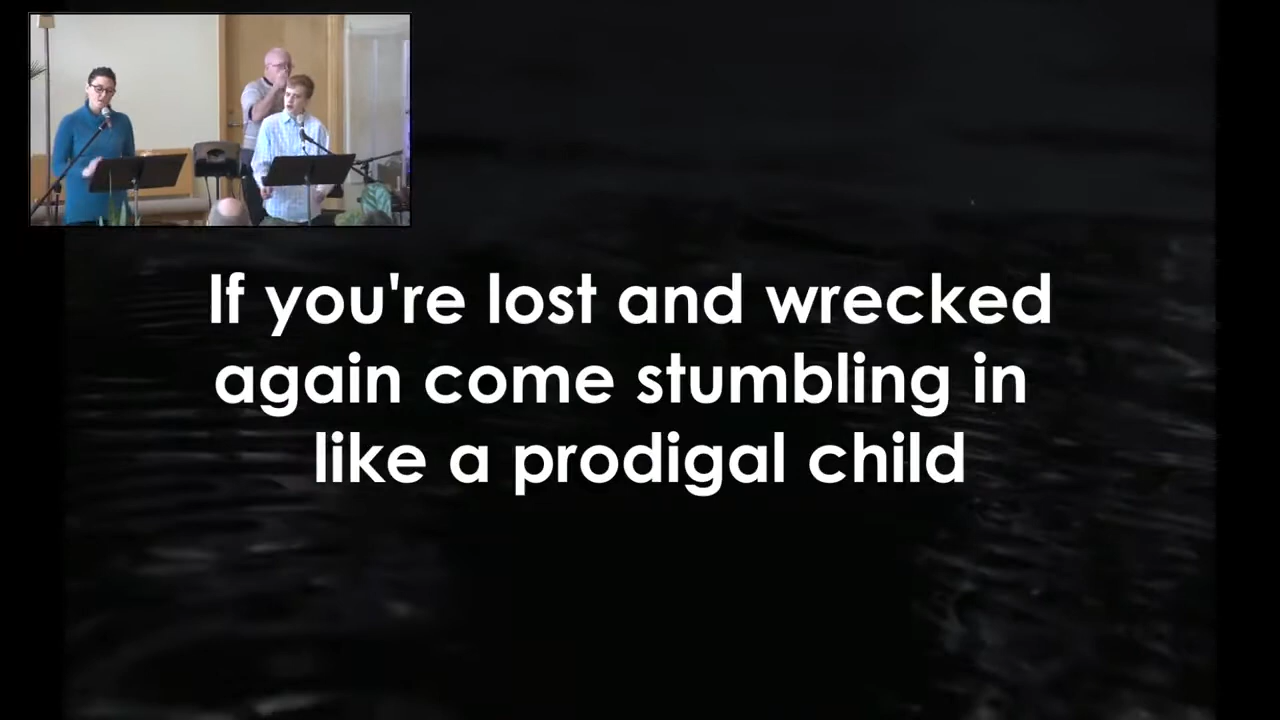 If you're lost and wrecked
again come stumbling in
like a prodigal child